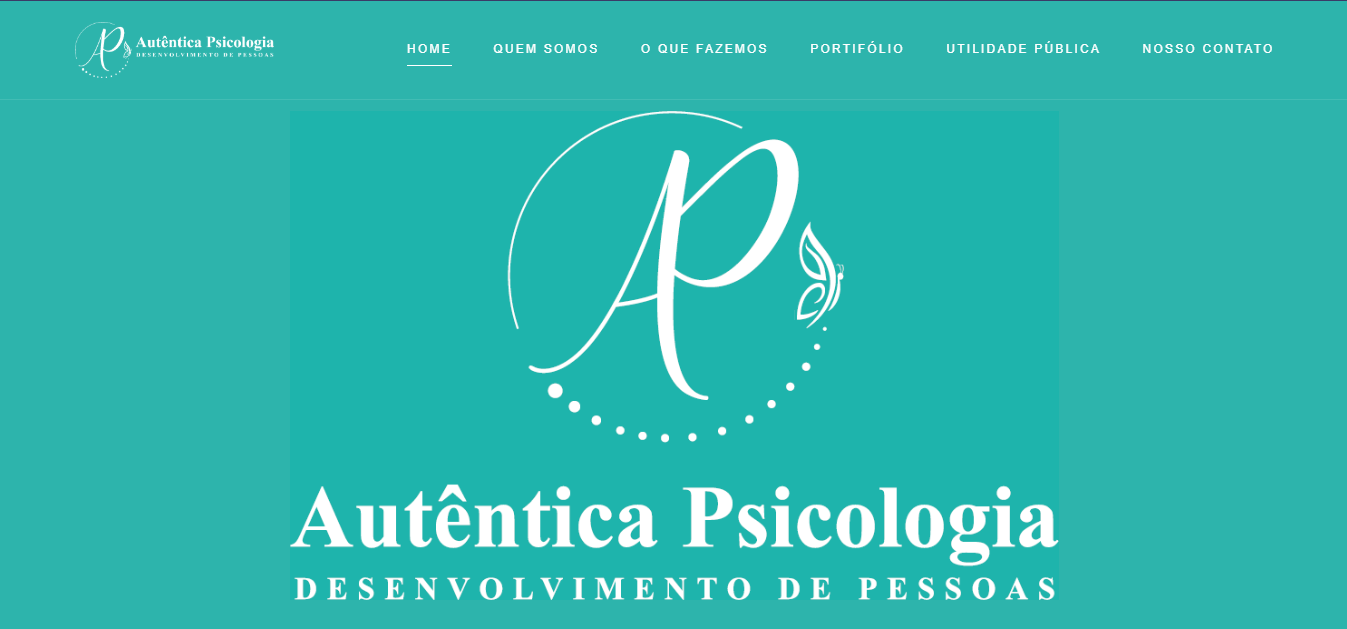 AP Autêntica Psicologia
DESENVOLVIMENTO DE PESSOAS
HOME QUEM SOMOS O QUE FAZEMOS PORTIFÓLIO UTILIDADE PÚBLICA NOSSO CONTATO
AP
Autêntica Psicologia
DESENVOLVIMENTO DE PESSOAS